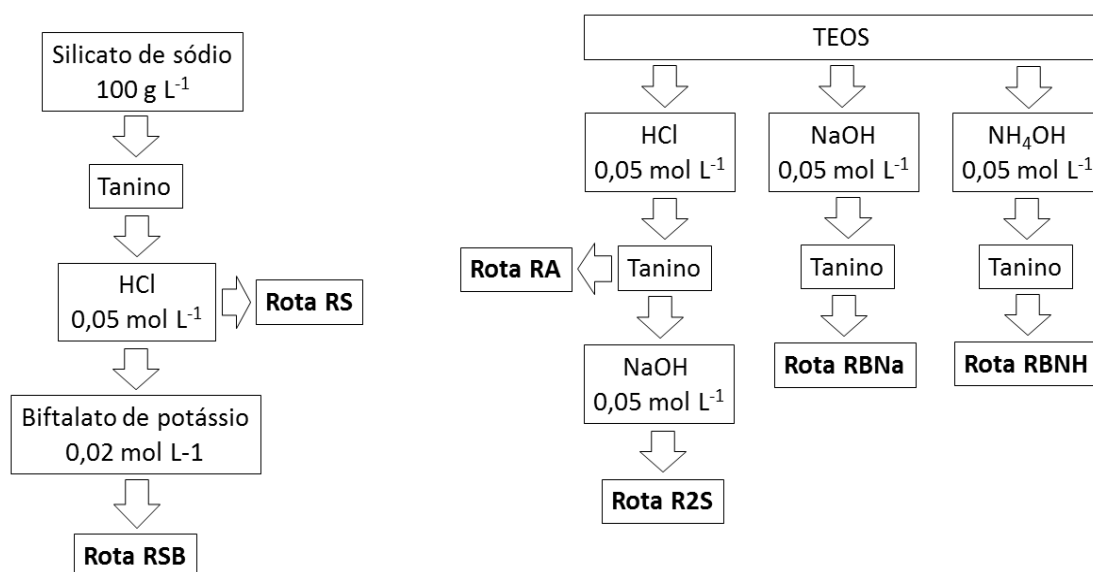 Silicato de sódio
100 g L⁻¹
Tanino
HCl
0,05 mol L⁻¹
Rota RS
Biftalato de potássio
0,02 mol L-1
Rota RSB
TEOS
HCl
0,05 mol L⁻¹
NaOH
0,05 mol L⁻¹
NH₄OH
0,05 mol L⁻¹
Rota RA
Tanino
Tanino
Tanino
NaOH
0,05 mol L⁻¹
Rota RBNa
Rota RBNH
Rota R2S